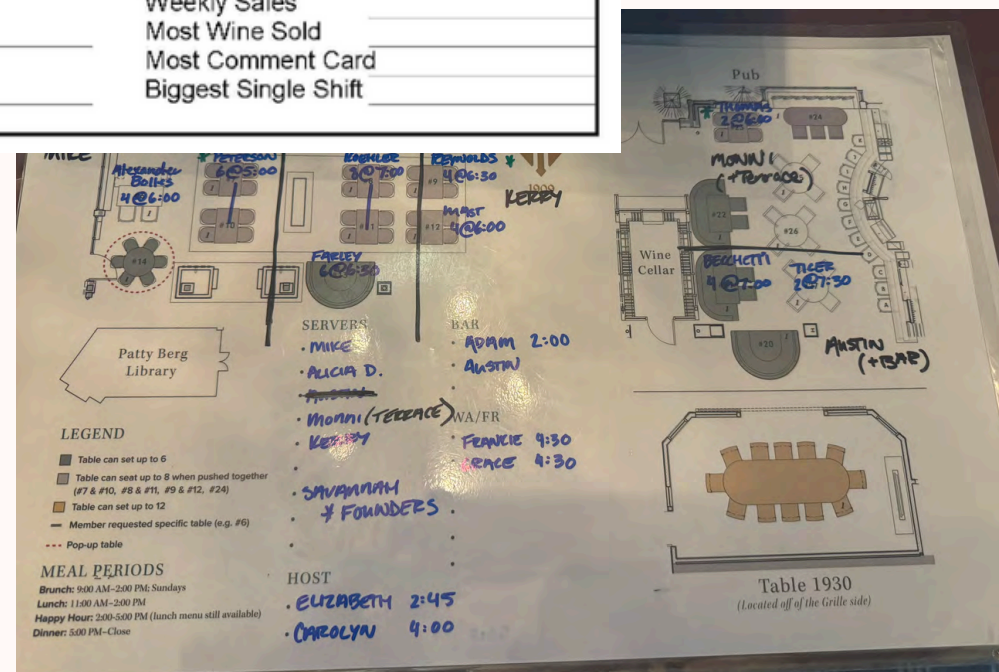 Weekly Sales
Most Wine Sold
Most Comment Card
Biggest Single Shift
MIKE
Alexander
Bolles
4@6:00
* PETERSON
6@5:00
KOEHLER
8@7:00
REYNOLDS *
4@6:30
1909
KERRY
#9
MAST
4@6:00
#10
#11
#12
#14
FARLEY
6@6:30
Pub
* THOMAS
2@6:00
#24
MONNI
(+Terrace)
#22
#26
Wine
Cellar
BECCHETTI
4@7:00
TICER
2@7:30
#20
AUSTIN
(+BAR)
Patty Berg
Library
SERVERS
· MIKE
· ALICIA D.
· MONNI (TERRACE)
· KERRY
· SAVANNAH
* FOUNDERS
BAR
· ADAM 2:00
· AUSTIN
WA/FR
· FRANKIE 4:30
RACE 4:30
LEGEND
Table can set up to 6
Table can seat up to 8 when pushed together
(#7 & #10, #8 & #11, #9 & #12, #24)
Table can set up to 12
Member requested specific table (e.g. #6)
Pop-up table
MEAL PERIODS
Brunch: 9:00 AM–2:00 PM; Sundays
Lunch: 11:00 AM–2:00 PM
Happy Hour: 2:00-5:00 PM (lunch menu still available)
Dinner: 5:00 PM–Close
HOST
· ELIZABETH 2:45
· CAROLYN 4:00
Table 1930
(Located off of the Grille side)